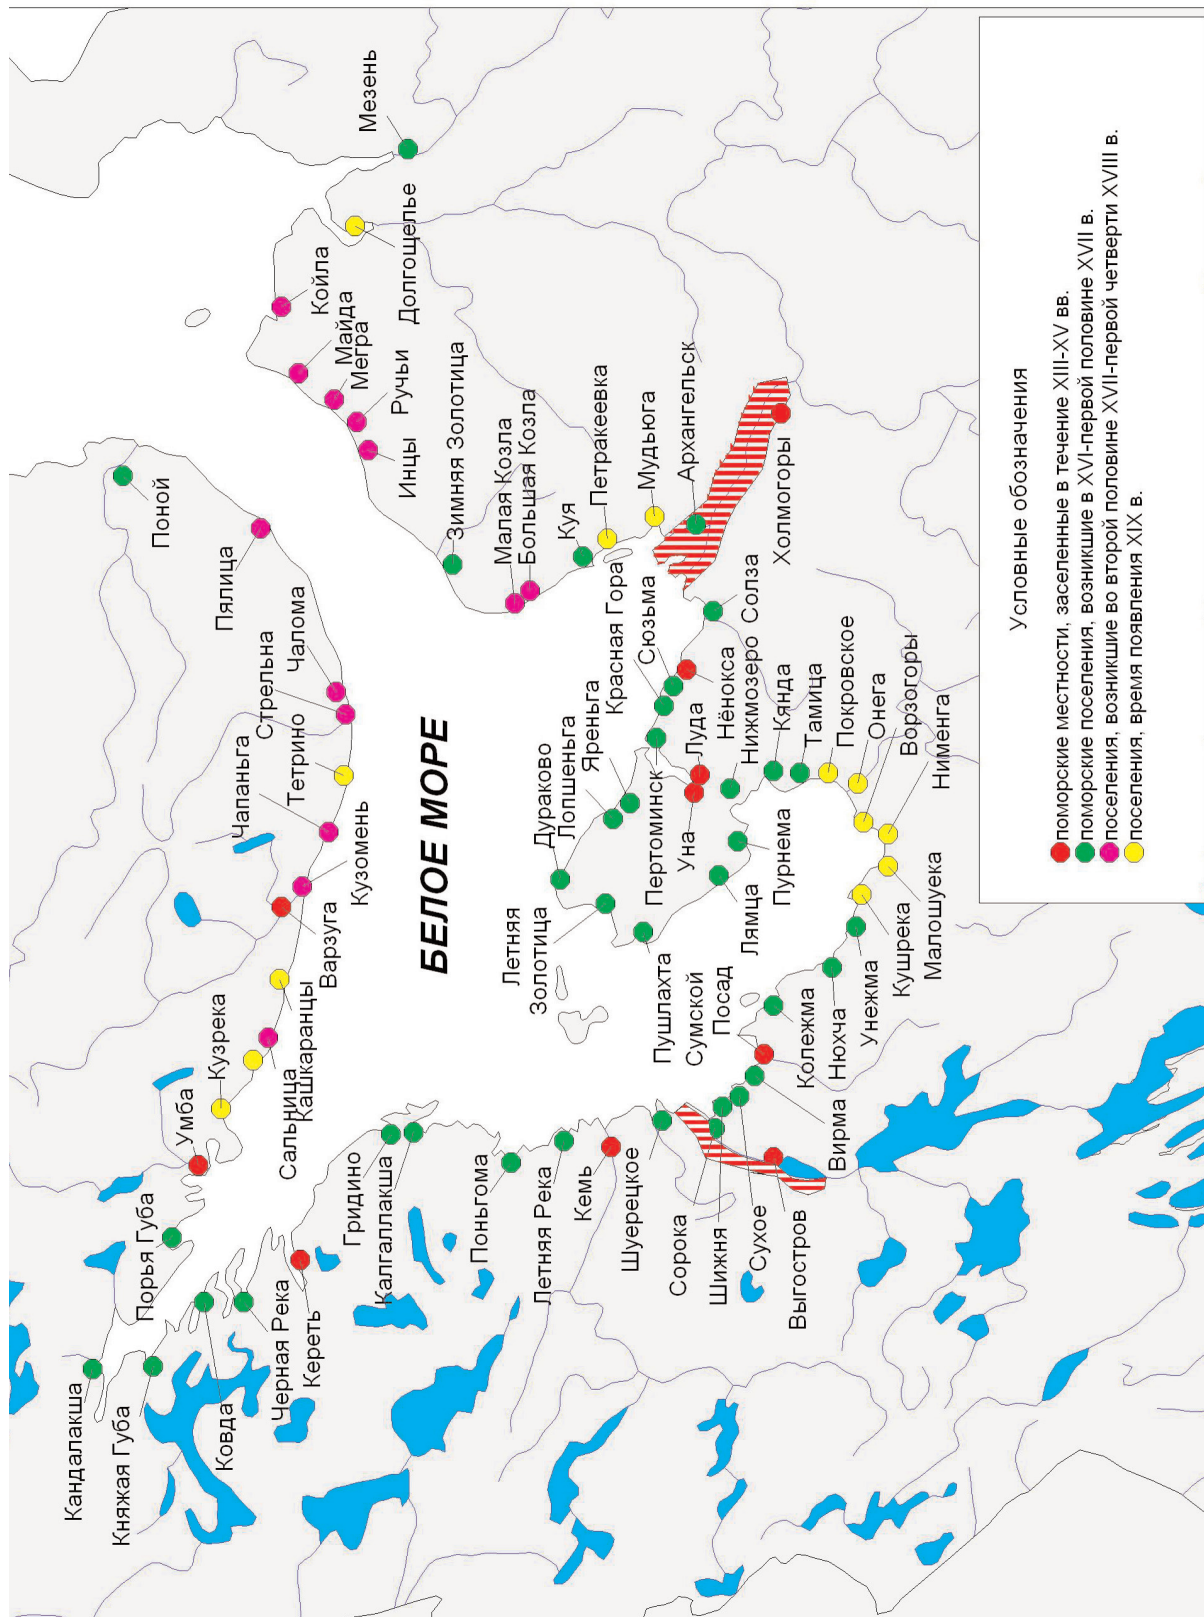 Кандалакша
Княжая Губа
Ковда
Порья Губа
Черная Река
Кереть
Умба
Кузрека
Сальница
Кашкаранцы
Варзуга
Кузомень
Чапаньга
Тетрино
Стрельна
Чалома
Пялица
Поной
БЕЛОЕ МОРЕ
Гридино
Калгаллакша
Поньгома
Летняя Река
Кемь
Шуерецкое
Сорока
Шижня
Сухое
Выгостров
Вирма
Сумской
Посад
Колежма
Нюхча
Унежма
Кушрека
Малошуека
Нименга
Ворзогоры
Онега
Покровское
Тамица
Кянда
Нижмозеро
Пурнема
Лямца
Пушлахта
Летняя
Золотица
Дураково
Лопшеньга
Яреньга
Пертоминск
Уна
Луда
Красная Гора
Сюзьма
Нёнокса
Солза
Холмогоры
Архангельск
Мудьюга
Петракеевка
Куя
Большая Козла
Малая Козла
Зимняя Золотица
Инцы
Ручьи
Мегра
Майда
Койла
Долгощелье
Мезень
Условные обозначения
поморские местности, заселенные в течение XIII-XV вв.
поморские поселения, возникшие в XVI-первой половине XVII в.
поселения, возникшие во второй половине XVII-первой четверти XVIII в.
поселения, время появления XIX в.